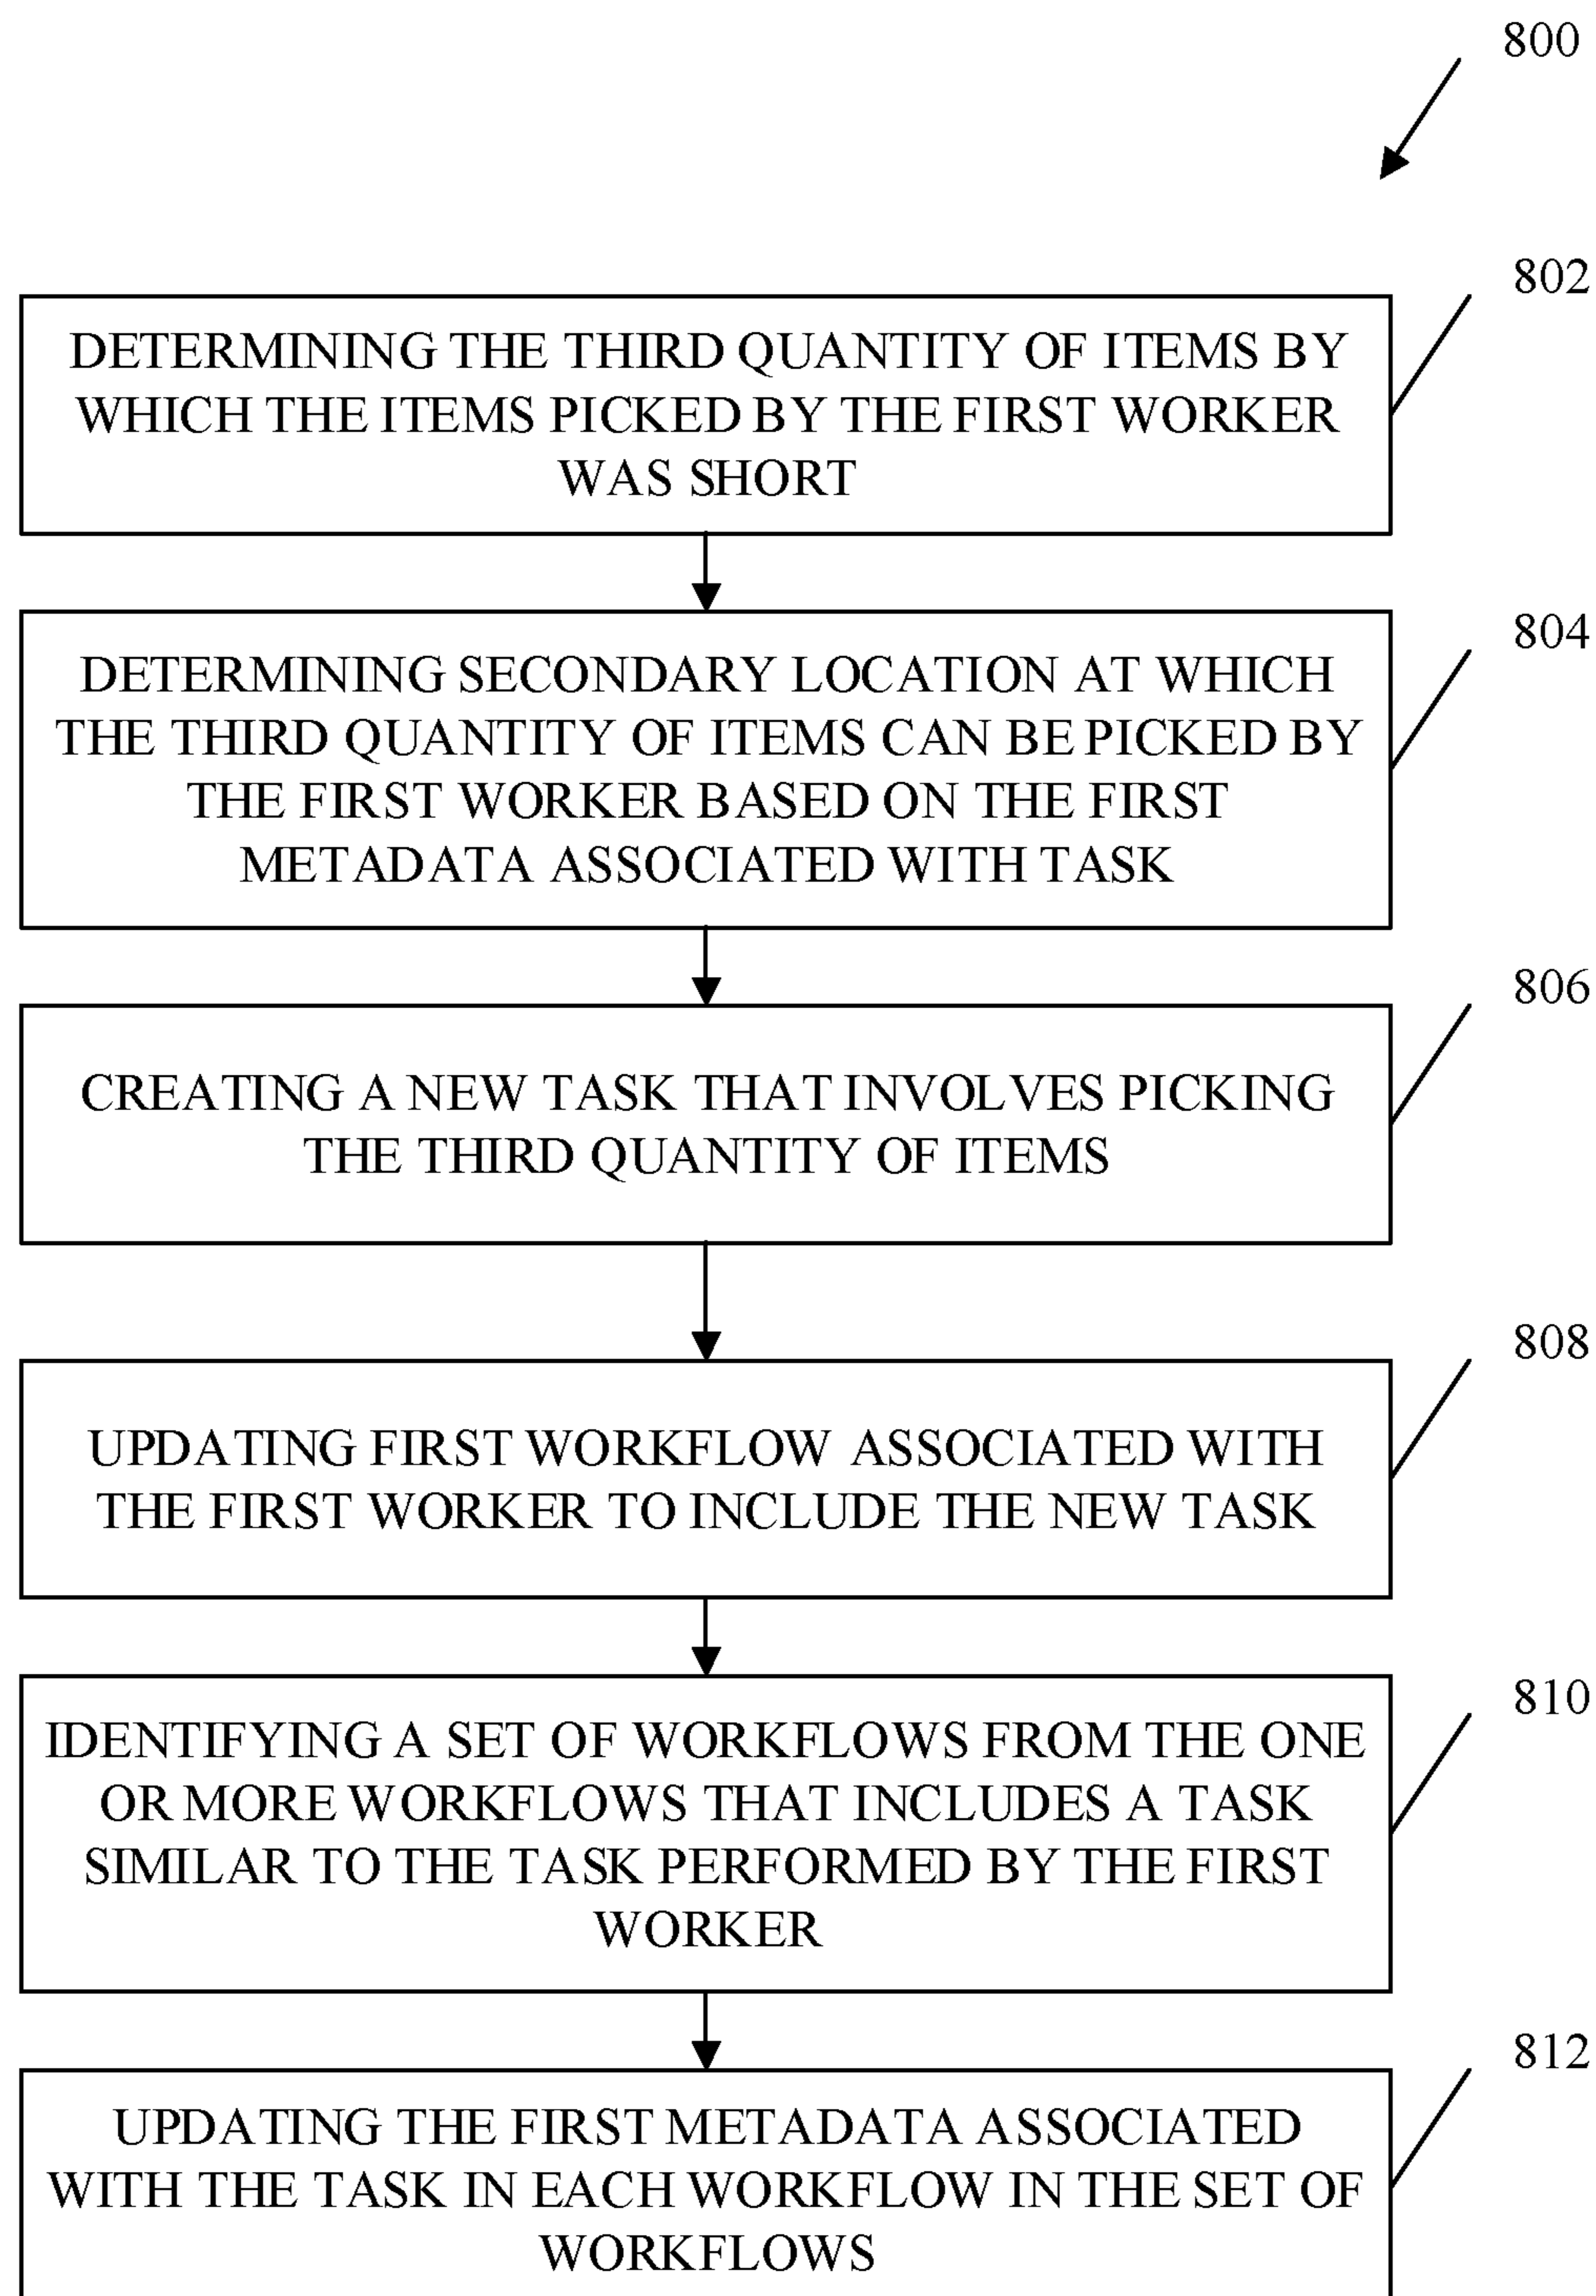 800
802
DETERMINING THE THIRD QUANTITY OF ITEMS BY
WHICH THE ITEMS PICKED BY THE FIRST WORKER
WAS SHORT
804
DETERMINING SECONDARY LOCATION AT WHICH
THE THIRD QUANTITY OF ITEMS CAN BE PICKED BY
THE FIRST WORKER BASED ON THE FIRST
METADATA ASSOCIATED WITH TASK
806
CREATING A NEW TASK THAT INVOLVES PICKING
THE THIRD QUANTITY OF ITEMS
808
UPDATING FIRST WORKFLOW ASSOCIATED WITH
THE FIRST WORKER TO INCLUDE THE NEW TASK
810
IDENTIFYING A SET OF WORKFLOWS FROM THE ONE
OR MORE WORKFLOWS THAT INCLUDES A TASK
SIMILAR TO THE TASK PERFORMED BY THE FIRST
WORKER
812
UPDATING THE FIRST METADATA ASSOCIATED
WITH THE TASK IN EACH WORKFLOW IN THE SET OF
WORKFLOWS